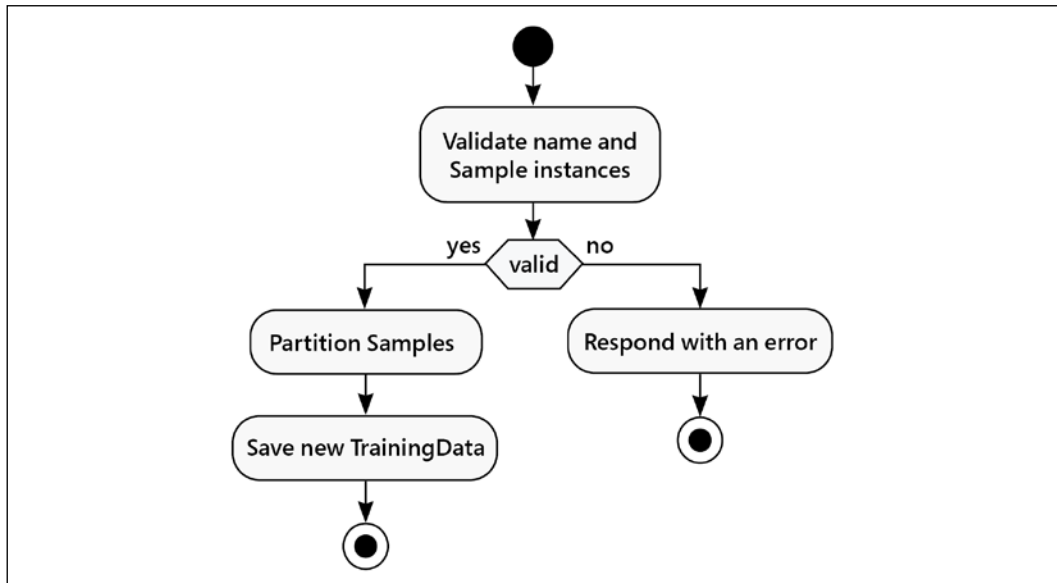 Validate name and
Sample instances
yes
valid
no
Partition Samples
Respond with an error
Save new TrainingData